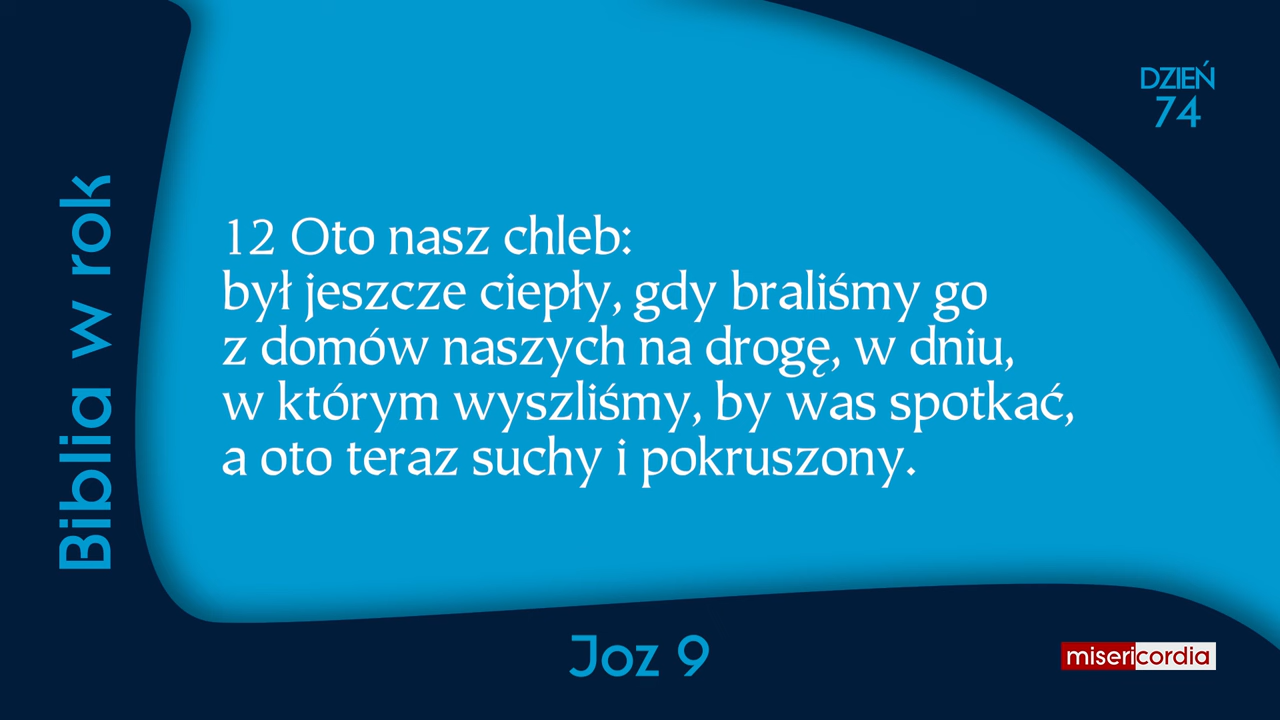 DZIEŃ
74
Biblia w rok
12 Oto nasz chleb:
był jeszcze ciepły, gdy braliśmy go
z domów naszych na drogę, w dniu,
w którym wyszliśmy, by was spotkać,
a oto teraz suchy i pokruszony.
Joz 9
misericordia